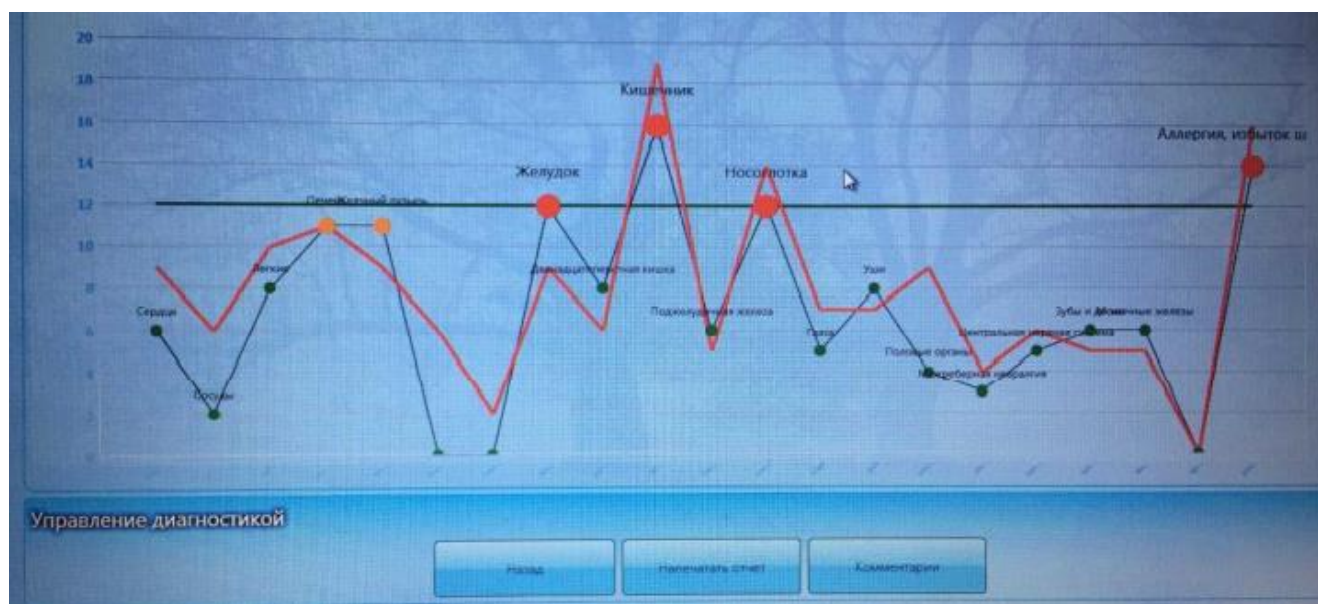 20
18
16
14
12
10
8
6
4
2
0
Кишечник
Аллергия, избыток ш
Желудок
Носоглотка
Печень
Желчный пузырь
Легкие
Двенадцатиперстная кишка
Уши
Сердце
Поджелудочная железа
Зубы и десны
Молочные железы
Глаза
Центральная нервная система
Половые органы
Межреберная невралгия
Сосуды
Управление диагностикой
Назад
Напечатать отчет
Комментарии